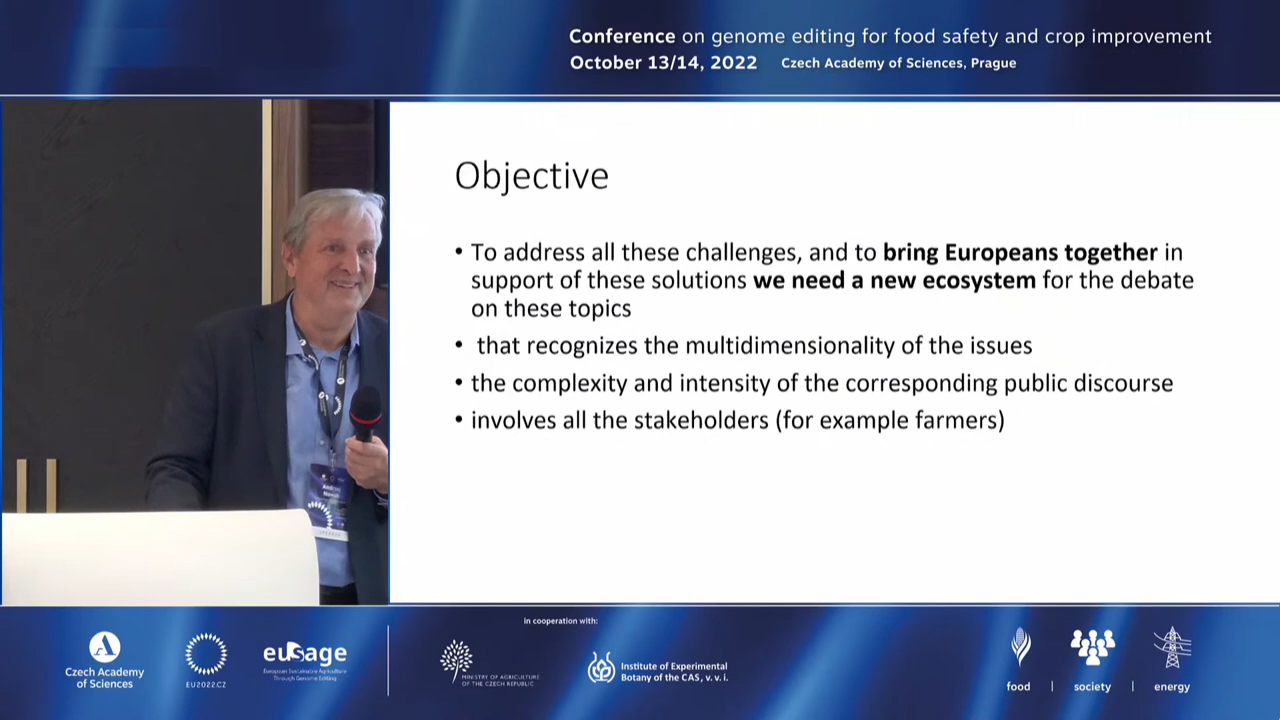 Conference on genome editing for food safety and crop improvement
October 13/14, 2022 Czech Academy of Sciences, Prague
Objective
• To address all these challenges, and to bring Europeans together in
support of these solutions we need a new ecosystem for the debate
on these topics
• that recognizes the multidimensionality of the issues
• the complexity and intensity of the corresponding public discourse
• involves all the stakeholders (for example farmers)
in cooperation with:
Czech Academy
of Sciences
EU2022.CZ
eusage
European Sustainable Agriculture
Through Genome Editing
MINISTRY OF AGRICULTURE
OF THE CZECH REPUBLIC
Institute of Experimental
Botany of the CAS, v. v. i.
food | society | energy